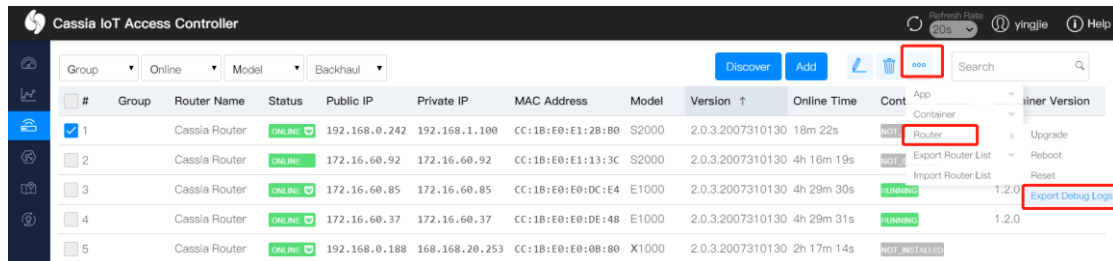 Cassia IoT Access Controller Refresh Rate 20s yingjie Help
Group Online Model Backhaul Discover Add Search
# Group Router Name Status Public IP Private IP MAC Address Model Version ↑ Online Time Cont iner Version
App
Container
Router
Export Router List
Import Router List
Upgrade
Reboot
Reset
Export Debug Logs
1 Cassia Router ONLINE 192.168.0.242 192.168.1.100 CC:1B:E0:E1:2B:B0 S2000 2.0.3.2007310130 18m 22s NOT_
2 Cassia Router ONLINE 172.16.60.92 172.16.60.92 CC:1B:E0:E1:13:3C S2000 2.0.3.2007310130 4h 16m 19s NOT_
3 Cassia Router ONLINE 172.16.60.85 172.16.60.85 CC:1B:E0:E0:DC:E4 E1000 2.0.3.2007310130 4h 29m 30s RUNNING 1.2.0
4 Cassia Router ONLINE 172.16.60.37 172.16.60.37 CC:1B:E0:E0:DE:48 E1000 2.0.3.2007310130 4h 29m 31s RUNNING 1.2.0
5 Cassia Router ONLINE 192.168.0.188 168.168.20.253 CC:1B:E0:E0:0B:80 X1000 2.0.3.2007310130 2h 17m 14s NOT_INSTALLED